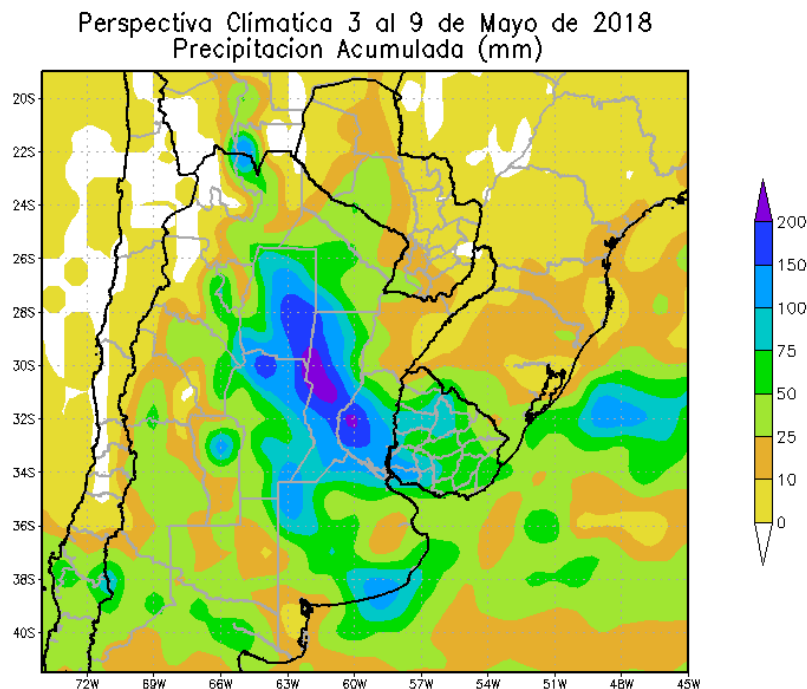 Perspectiva Climatica 3 al 9 de Mayo de 2018
Precipitacion Acumulada (mm)
20S
22S
24S
26S
28S
30S
32S
34S
36S
38S
40S
72W 69W 66W 63W 60W 57W 54W 51W 48W 45W
200
150
100
75
50
25
10
0